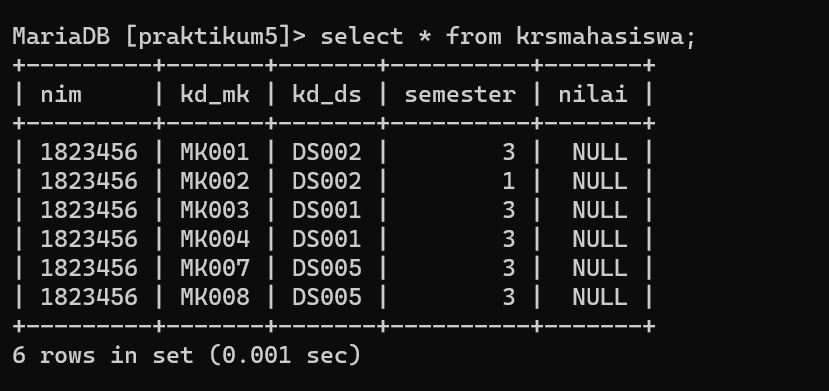 MariaDB [praktikum5]> select * from krsmahasiswa;
+---------+-------+-------+----------+-------+
| nim     | kd_mk | kd_ds | semester | nilai |
+---------+-------+-------+----------+-------+
| 1823456 | MK001 | DS002 |        3 |  NULL |
| 1823456 | MK002 | DS002 |        1 |  NULL |
| 1823456 | MK003 | DS001 |        3 |  NULL |
| 1823456 | MK004 | DS001 |        3 |  NULL |
| 1823456 | MK007 | DS005 |        3 |  NULL |
| 1823456 | MK008 | DS005 |        3 |  NULL |
+---------+-------+-------+----------+-------+
6 rows in set (0.001 sec)